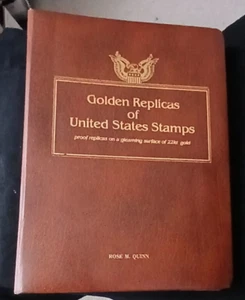 Golden Replicas
of
United States Stamps
proof replicas on a gleaming surface of 22kt gold
ROSE M. QUINN